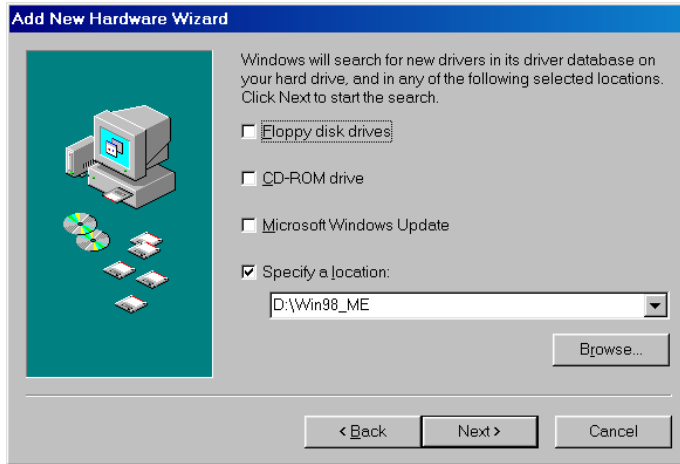 Add New Hardware Wizard
Windows will search for new drivers in its driver database on
your hard drive, and in any of the following selected locations.
Click Next to start the search.
Floppy disk drives
CD-ROM drive
Microsoft Windows Update
Specify a location:
D:\Win98_ME
Browse...
< Back
Next >
Cancel